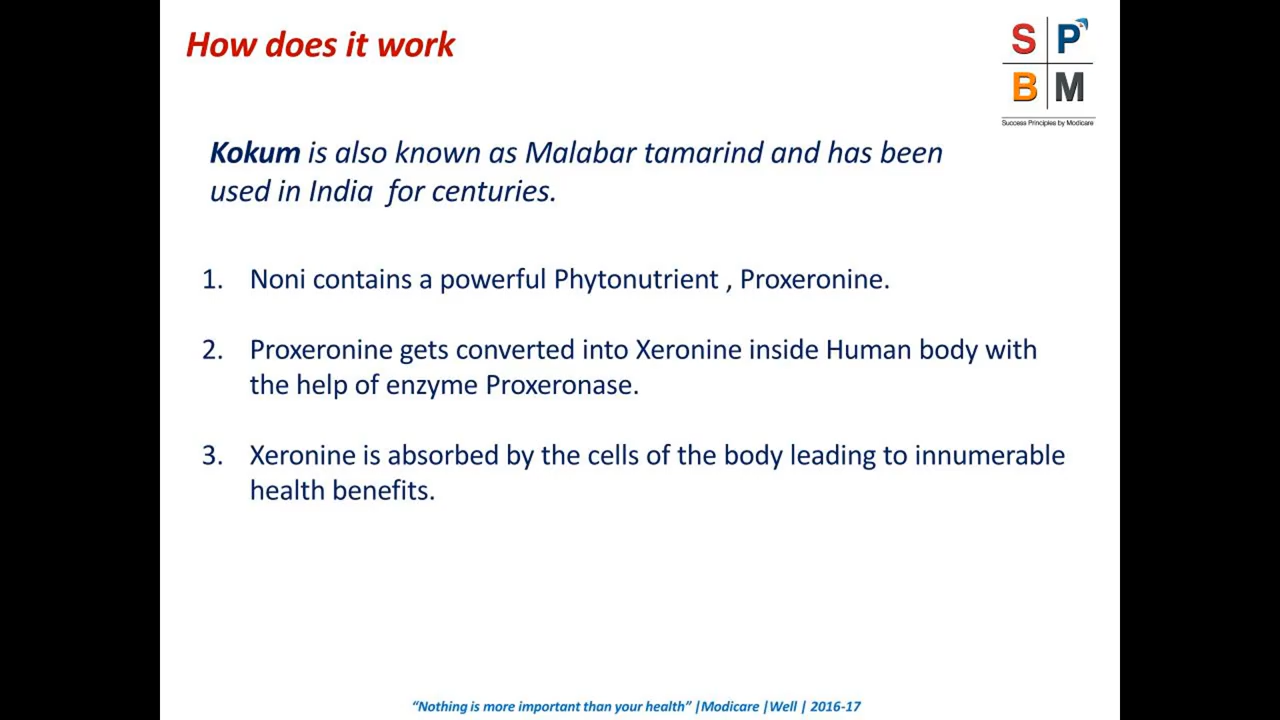 How does it work
S P
B M
Success Principles by Modicare
Kokum is also known as Malabar tamarind and has been
used in India for centuries.
1. Noni contains a powerful Phytonutrient , Proxeronine.
2. Proxeronine gets converted into Xeronine inside Human body with
the help of enzyme Proxeronase.
3. Xeronine is absorbed by the cells of the body leading to innumerable
health benefits.
“Nothing is more important than your health” |Modicare |Well | 2016-17